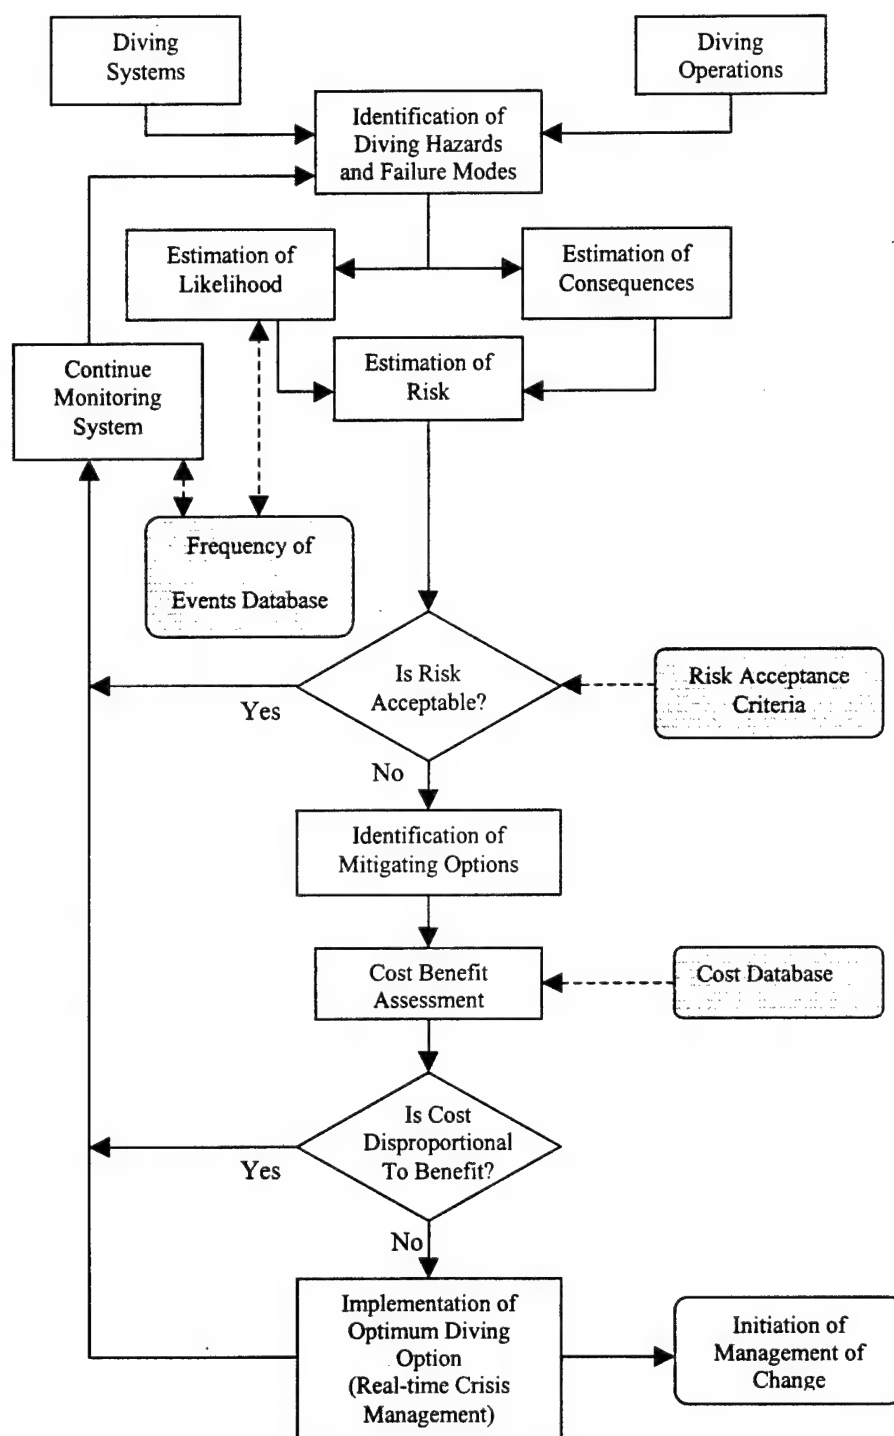 Diving
Systems
Diving
Operations
Identification of
Diving Hazards
and Failure Modes
Estimation of
Likelihood
Estimation of
Consequences
Continue
Monitoring
System
Estimation of
Risk
Frequency of
Events Database
Is Risk
Acceptable?
Risk Acceptance
Criteria
Yes
No
Identification of
Mitigating Options
Cost Benefit
Assessment
Cost Database
Is Cost
Disproportional
To Benefit?
Yes
No
Implementation of
Optimum Diving
Option
(Real-time Crisis
Management)
Initiation of
Management of
Change